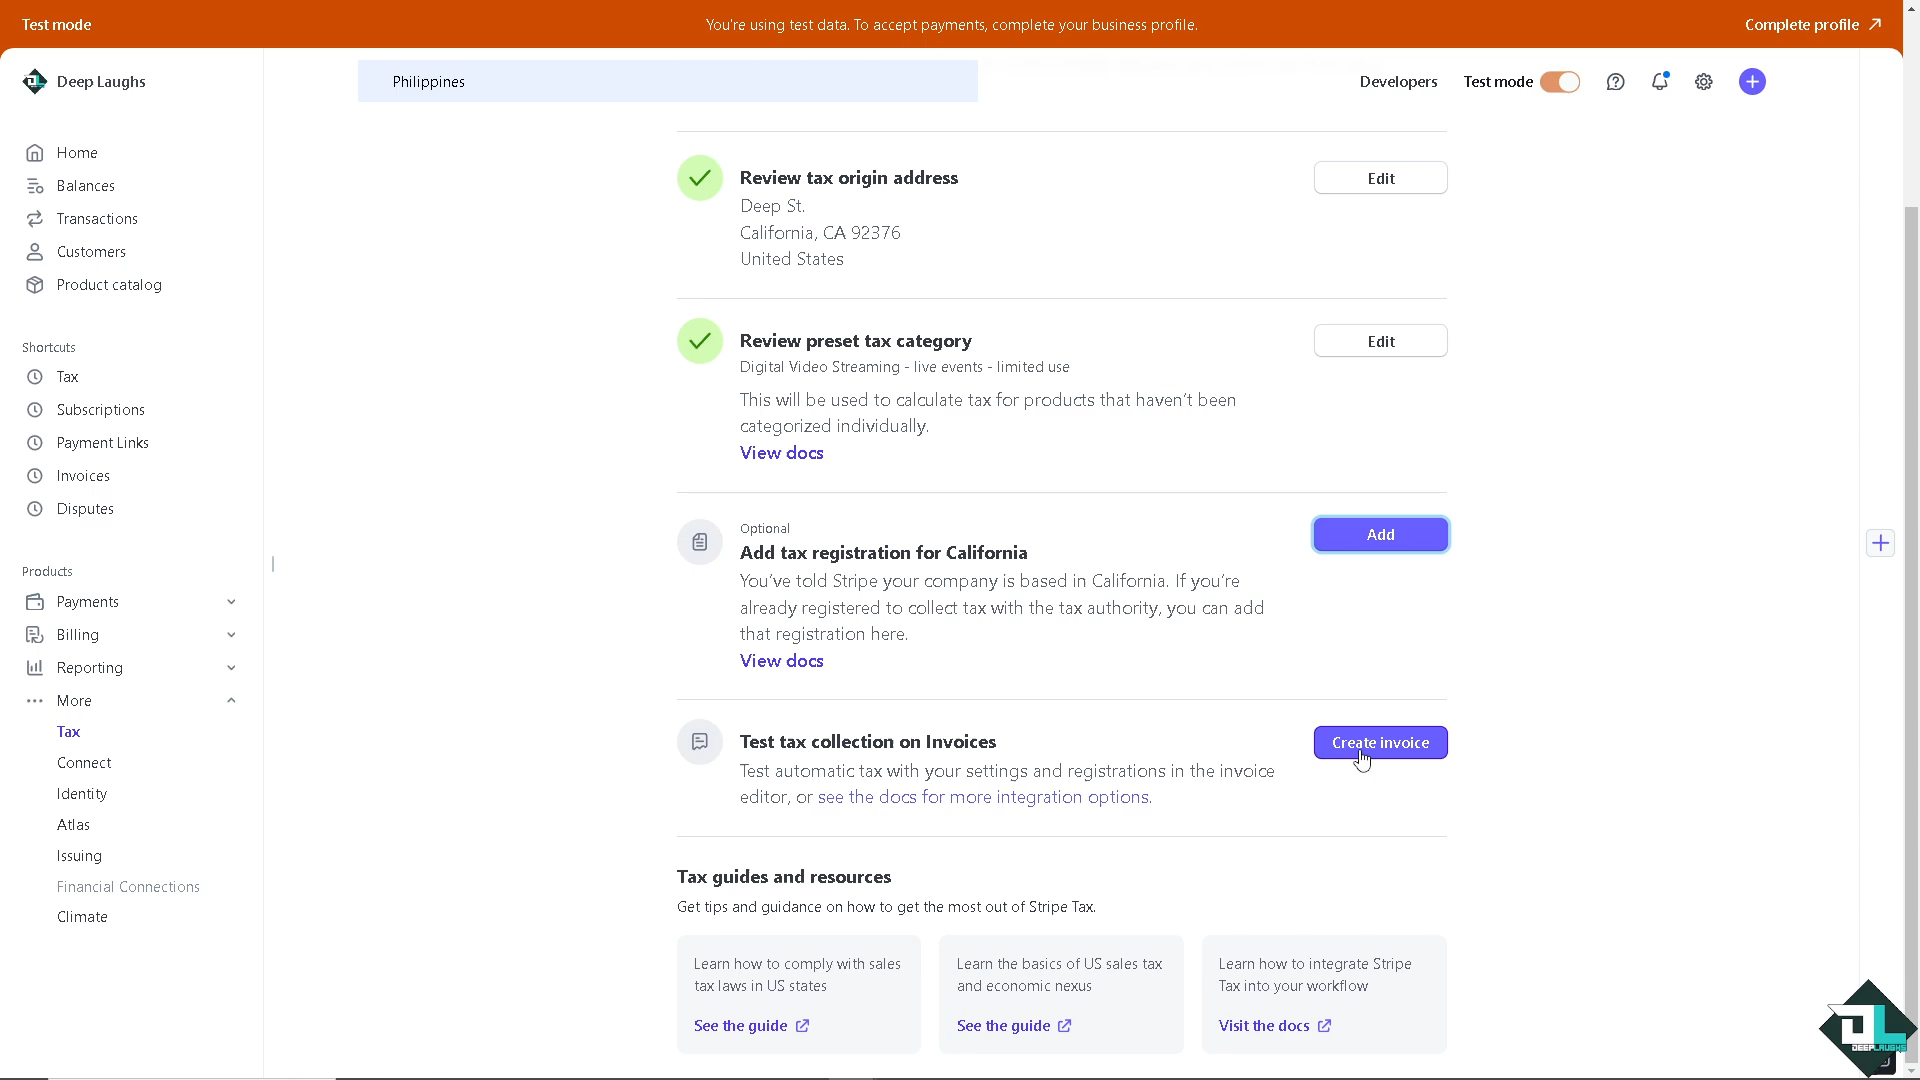 Test mode
You're using test data. To accept payments, complete your business profile.
Complete profile
Deep Laughs
Philippines
Developers
Test mode
Home
Balances
Transactions
Customers
Product catalog
Shortcuts
Tax
Subscriptions
Payment Links
Invoices
Disputes
Products
Payments
Billing
Reporting
More
Tax
Connect
Identity
Atlas
Issuing
Financial Connections
Climate
Review tax origin address
Edit
Deep St.
California, CA 92376
United States
Review preset tax category
Edit
Digital Video Streaming - live events - limited use
This will be used to calculate tax for products that haven't been
categorized individually.
View docs
Optional
Add tax registration for California
Add
You've told Stripe your company is based in California. If you're
already registered to collect tax with the tax authority, you can add
that registration here.
View docs
Test tax collection on Invoices
Create invoice
Test automatic tax with your settings and registrations in the invoice
editor, or see the docs for more integration options.
Tax guides and resources
Get tips and guidance on how to get the most out of Stripe Tax.
Learn how to comply with sales
tax laws in US states
See the guide
Learn the basics of US sales tax
and economic nexus
See the guide
Learn how to integrate Stripe
Tax into your workflow
Visit the docs
DEEPLAUGHS